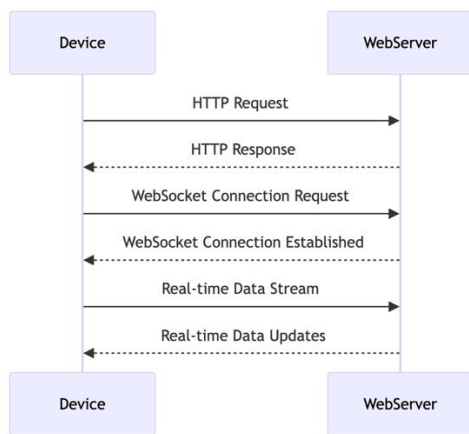 Device
WebServer
HTTP Request
HTTP Response
WebSocket Connection Request
WebSocket Connection Established
Real-time Data Stream
Real-time Data Updates
Device
WebServer